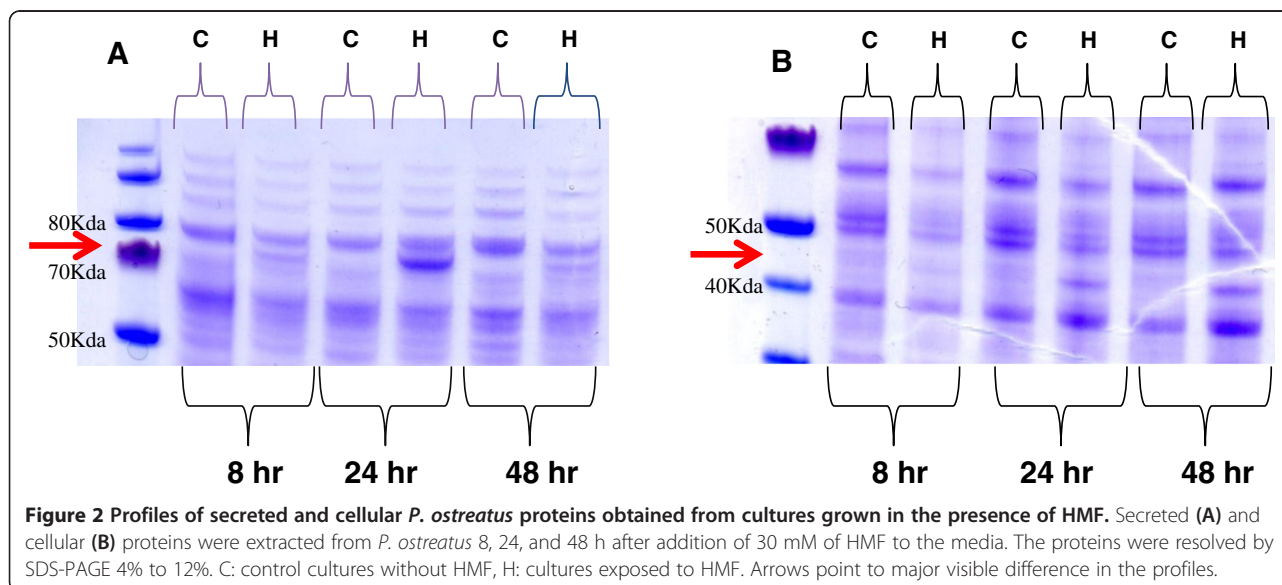 C H C H C H
A
80Kda
70Kda
50Kda
8 hr 24 hr 48 hr
C H C H C H
B
50Kda
40Kda
8 hr 24 hr 48 hr
Figure 2 Profiles of secreted and cellular P. ostreatus proteins obtained from cultures grown in the presence of HMF. Secreted (A) and
cellular (B) proteins were extracted from P. ostreatus 8, 24, and 48 h after addition of 30 mM of HMF to the media. The proteins were resolved by
SDS-PAGE 4% to 12%. C: control cultures without HMF, H: cultures exposed to HMF. Arrows point to major visible difference in the profiles.